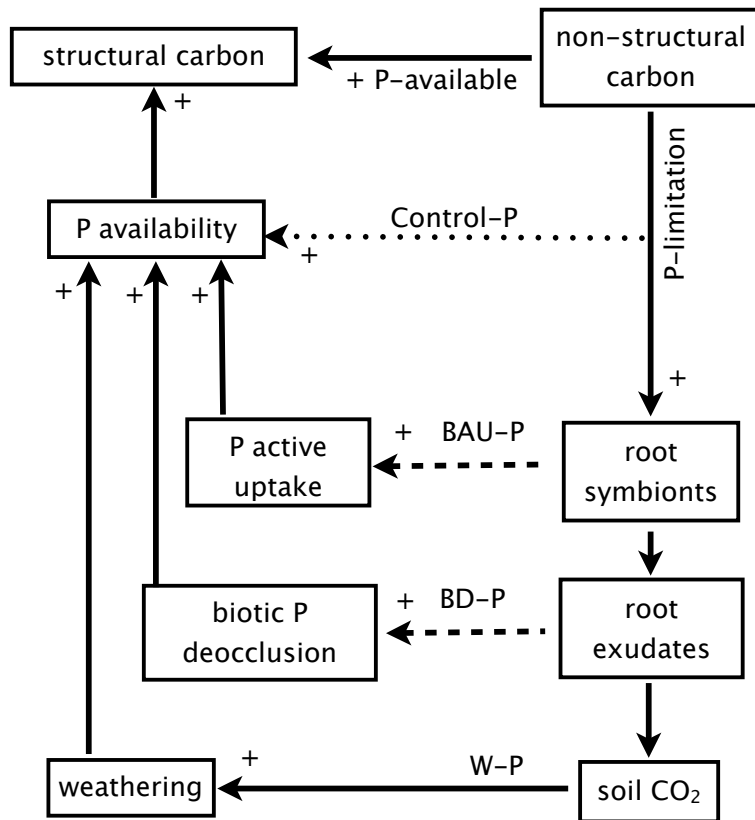 structural carbon
non-structural
carbon
+ P-available
+
P-limitation
P availability
Control-P
+
+
+
+
+
P active
uptake
+
BAU-P
root
symbionts
biotic P
deocclusion
+
BD-P
root
exudates
weathering
+
W-P
soil CO₂